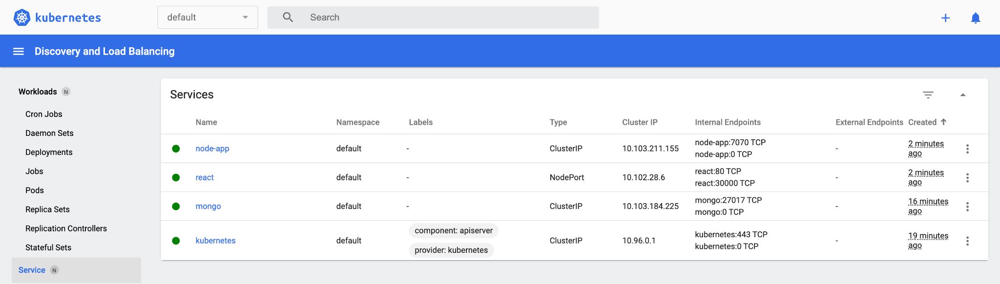 kubernetes
default
Search
Discovery and Load Balancing
Workloads N
Cron Jobs
Daemon Sets
Deployments
Jobs
Pods
Replica Sets
Replication Controllers
Stateful Sets
Service N
Services
Name Namespace Labels Type Cluster IP Internal Endpoints External Endpoints Created
node-app default - ClusterIP 10.103.211.155 node-app:7070 TCP - 2 minutes
node-app:0 TCP ago
react default - NodePort 10.102.28.6 react:80 TCP - 2 minutes
react:30000 TCP ago
mongo default - ClusterIP 10.103.184.225 mongo:27017 TCP - 16 minutes
mongo:0 TCP ago
component: apiserver
kubernetes default ClusterIP 10.96.0.1 kubernetes:443 TCP - 19 minutes
kubernetes:0 TCP ago
provider: kubernetes